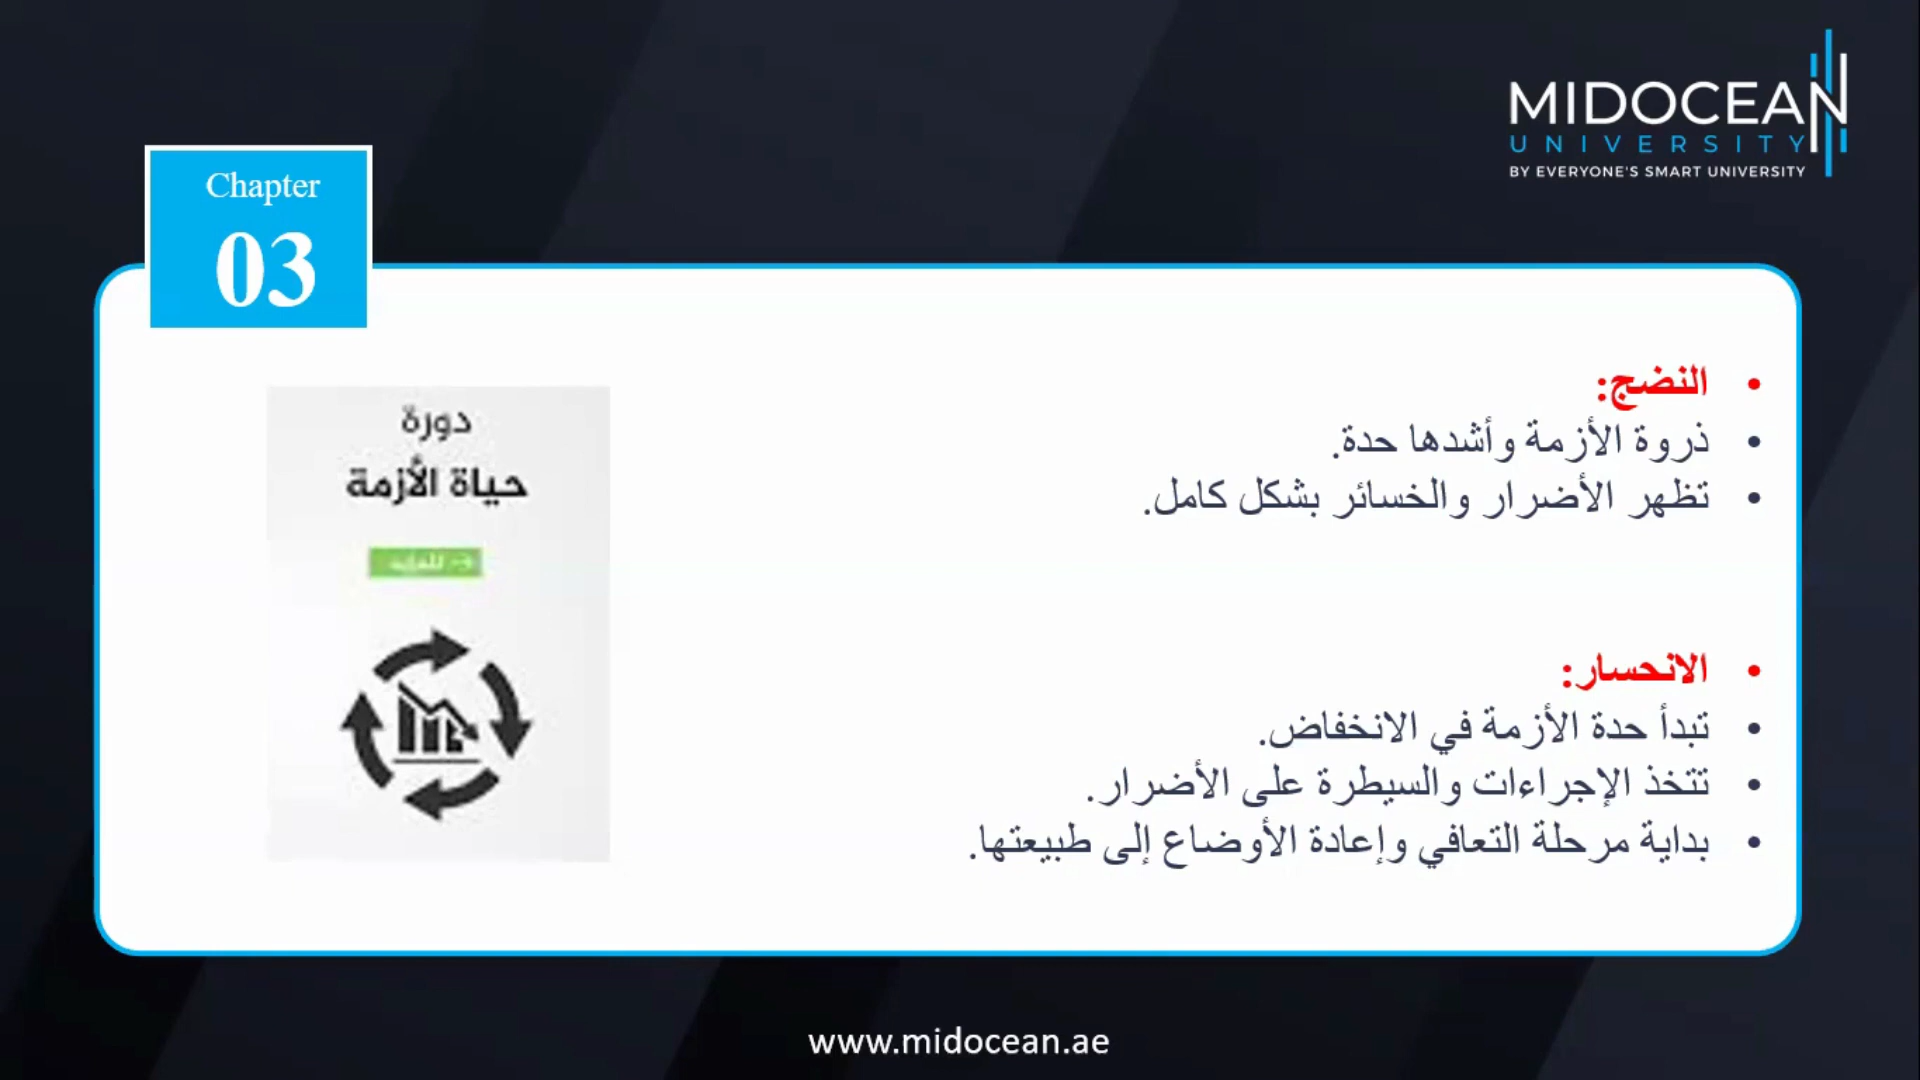 MIDOCEAN
UNIVERSITY
BY EVERYONE'S SMART UNIVERSITY
Chapter
03
• النضج:
• ذروة الأزمة وأشدها حدة.
• تظهر الأضرار والخسائر بشكل كامل.
• الانحسار:
• تبدأ حدة الأزمة في الانخفاض.
• تتخذ الإجراءات والسيطرة على الأضرار.
• بداية مرحلة التعافي وإعادة الأوضاع إلى طبيعتها.
دورة
حياة الأزمة
www.midocean.ae